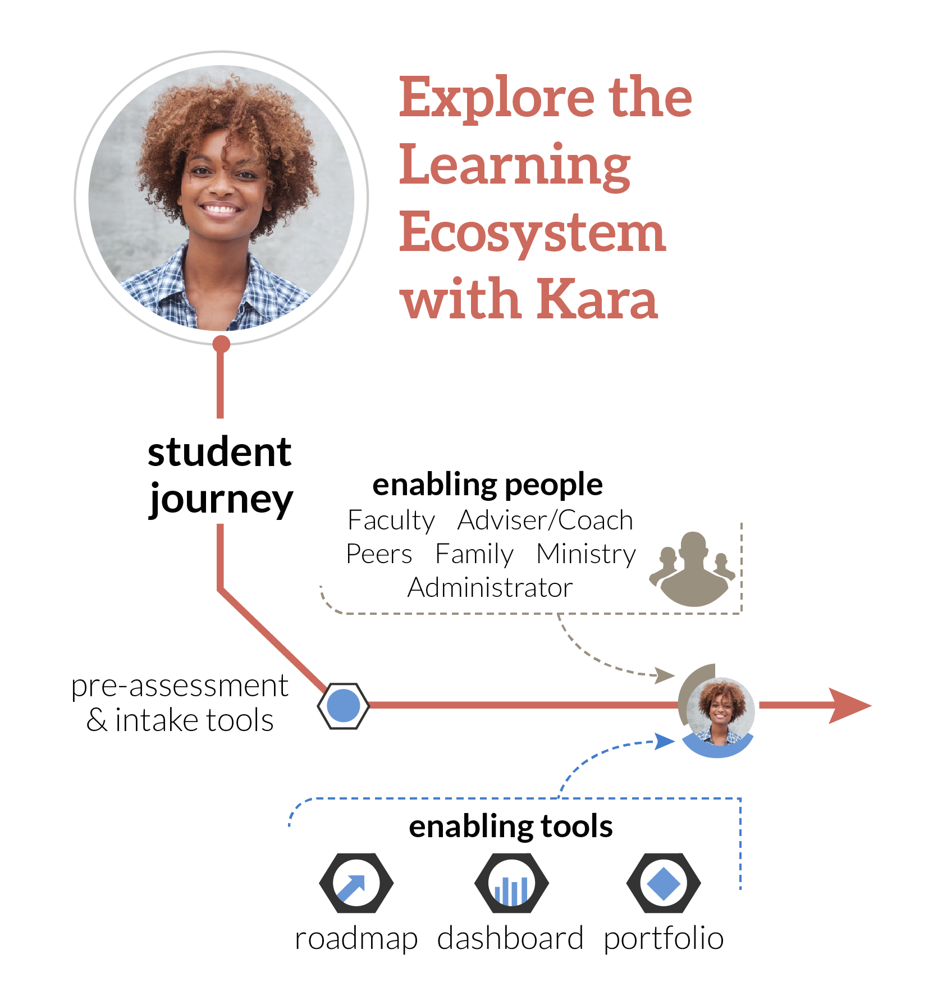 Explore the
Learning
Ecosystem
with Kara
student
journey
enabling people
Faculty Adviser/Coach
Peers Family Ministry
Administrator
pre-assessment
& intake tools
enabling tools
roadmap dashboard portfolio